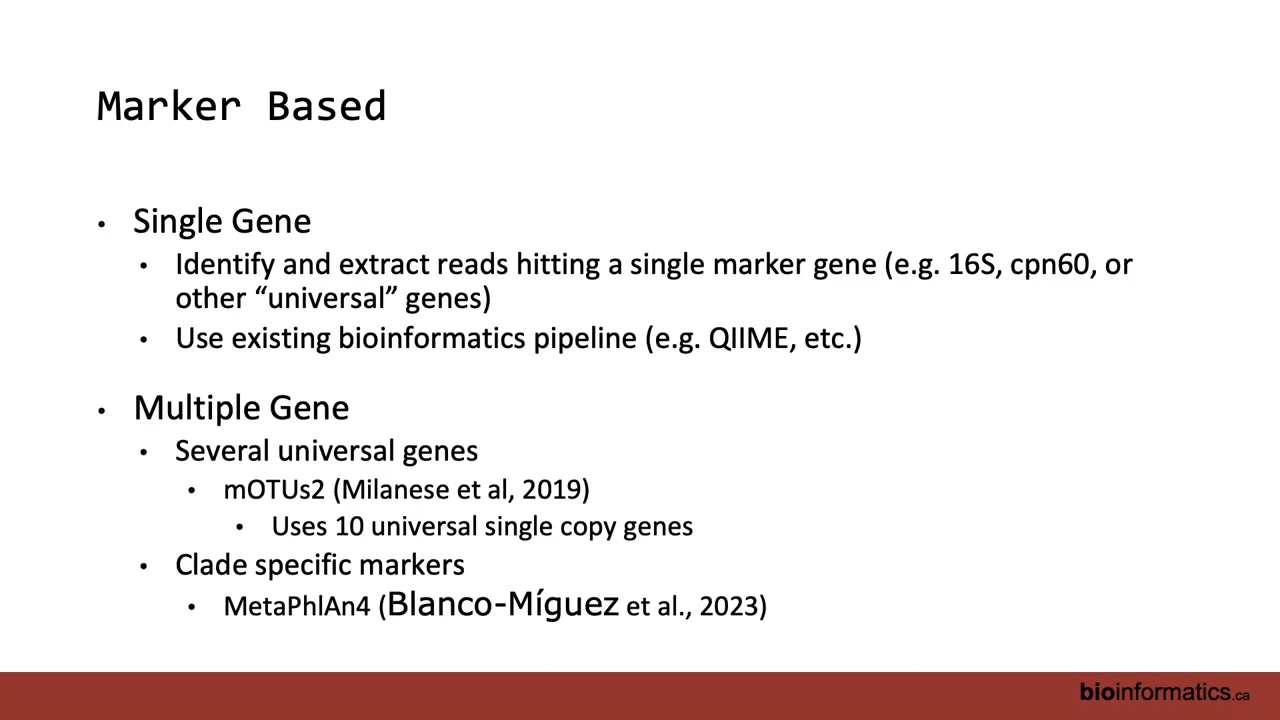 Marker Based
• Single Gene
• Identify and extract reads hitting a single marker gene (e.g. 16S, cpn60, or
other “universal” genes)
• Use existing bioinformatics pipeline (e.g. QIIME, etc.)
• Multiple Gene
• Several universal genes
• mOTUs2 (Milanese et al, 2019)
• Uses 10 universal single copy genes
• Clade specific markers
• MetaPhlAn4 (Blanco-Míguez et al., 2023)
bioinformatics.ca